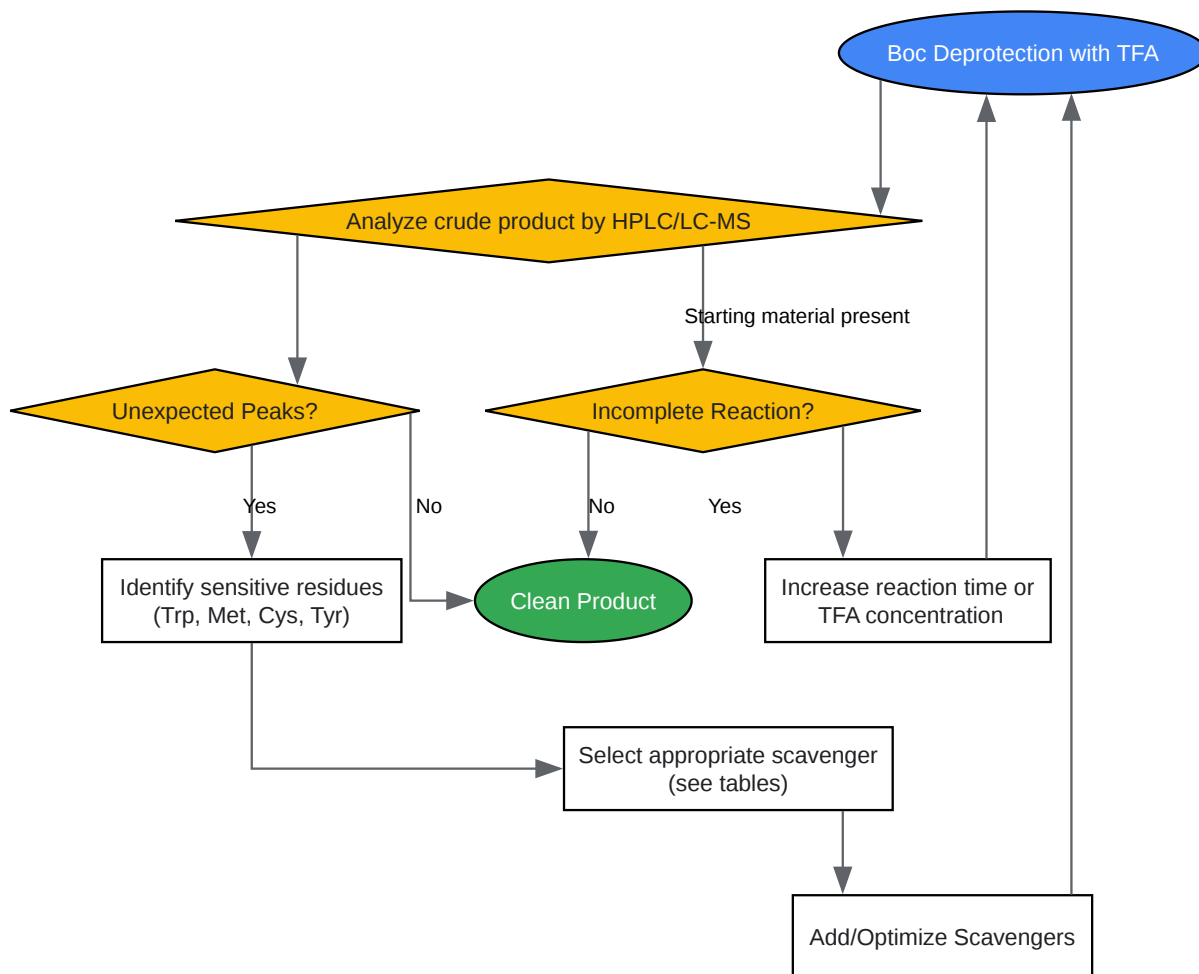 Boc Deprotection with TFA
Analyze crude product by HPLC/LC-MS
Starting material present
Unexpected Peaks?
Incomplete Reaction?
Yes
No
No
Yes
Identify sensitive residues
(Trp, Met, Cys, Tyr)
Clean Product
Increase reaction time or
TFA concentration
Select appropriate scavenger
(see tables)
Add/Optimize Scavengers